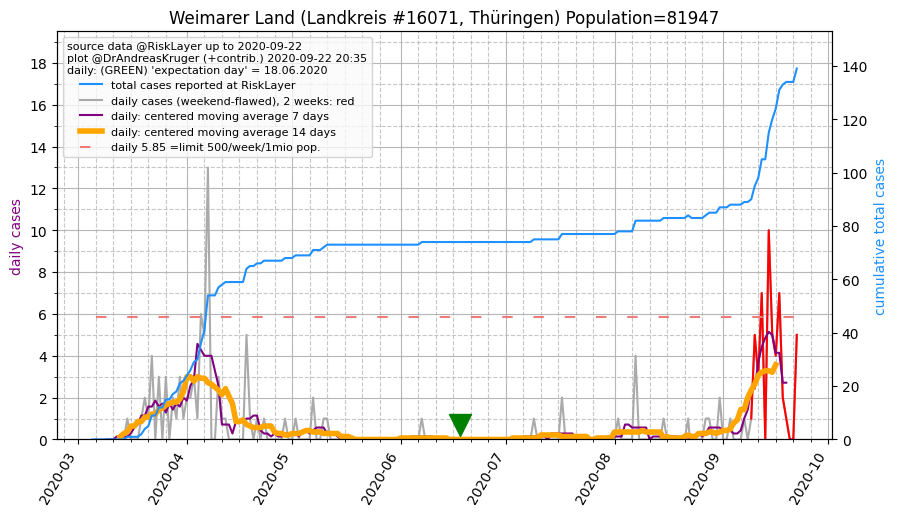 Weimarer Land (Landkreis #16071, Thüringen) Population=81947
source data @RiskLayer up to 2020-09-22
plot @DrAndreasKruger (+contrib.) 2020-09-22 20:35
daily: (GREEN) 'expectation day' = 18.06.2020
total cases reported at RiskLayer
daily cases (weekend-flawed), 2 weeks: red
daily: centered moving average 7 days
daily: centered moving average 14 days
daily 5.85 =limit 500/week/1mio pop.
daily cases
18
16
14
12
10
8
6
4
2
0
140
120
100
80
60
40
20
0
cumulative total cases
2020-03
2020-04
2020-05
2020-06
2020-07
2020-08
2020-09
2020-10